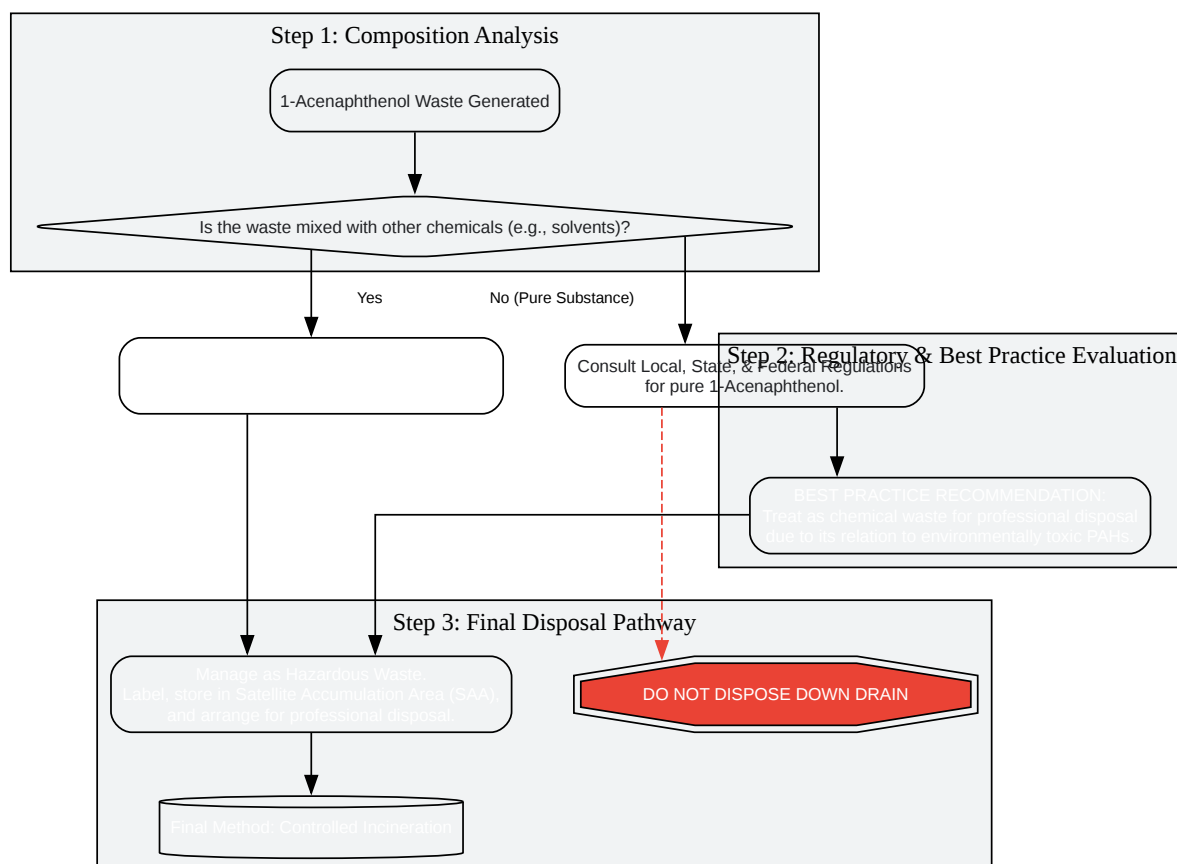 Step 1: Composition Analysis
1-Acenaphthenol Waste Generated
Is the waste mixed with other chemicals (e.g., solvents)?
Yes
No (Pure Substance)
Step 2: Regulatory & Best Practice Evaluation
Consult Local, State, & Federal Regulations
for pure 1-Acenaphthenol.
BEST PRACTICE RECOMMENDATION:
Treat as chemical waste for professional disposal
due to its relation to environmentally toxic PAHs.
Step 3: Final Disposal Pathway
Manage as Hazardous Waste.
Label, store in Satellite Accumulation Area (SAA),
and arrange for professional disposal.
DO NOT DISPOSE DOWN DRAIN
Final Method: Controlled Incineration